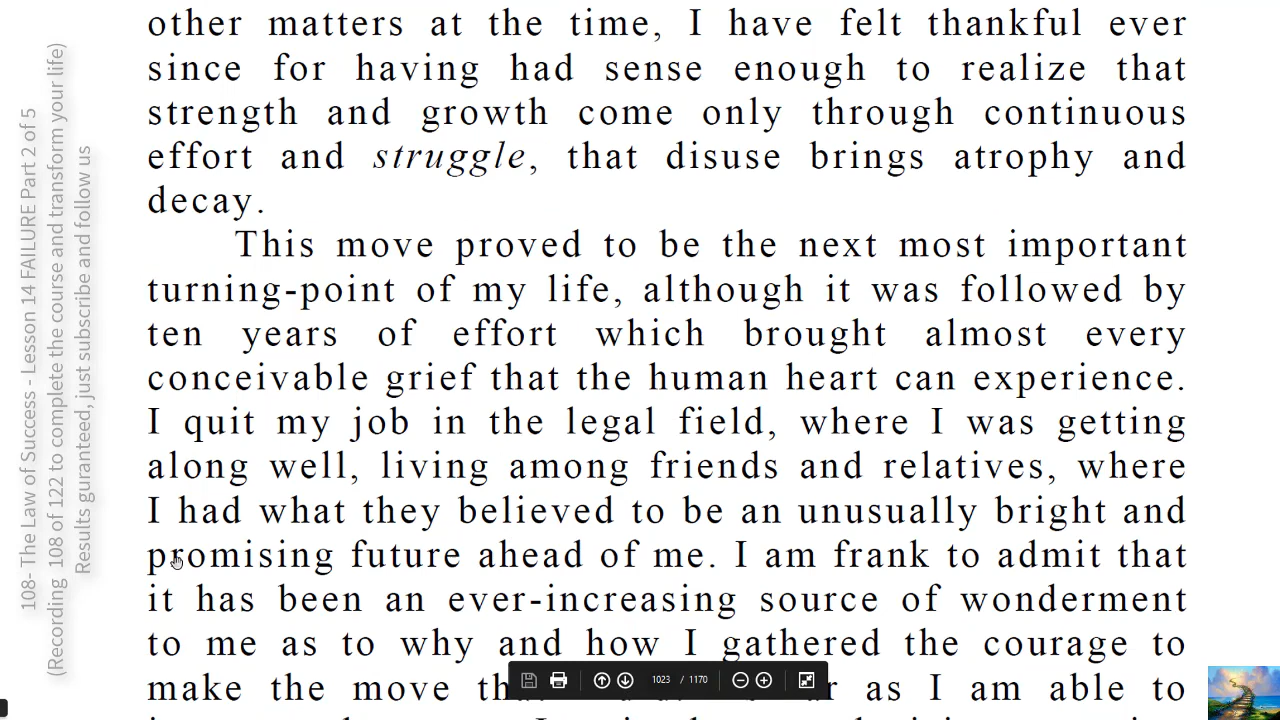 other matters at the time, I have felt thankful ever
since for having had sense enough to realize that
strength and growth come only through continuous
effort and struggle, that disuse brings atrophy and
decay.
This move proved to be the next most important
turning-point of my life, although it was followed by
ten years of effort which brought almost every
conceivable grief that the human heart can experience.
I quit my job in the legal field, where I was getting
along well, living among friends and relatives, where
I had what they believed to be an unusually bright and
promising future ahead of me. I am frank to admit that
it has been an ever-increasing source of wonderment
to me as to why and how I gathered the courage to
make the move as I am able to
1023 / 1170
108- The Law of Success - Lesson 14 FAILURE Part 2 of 5
(Recording 108 of 122 to complete the course and transform your life)
Results guranteed, just subscribe and follow us